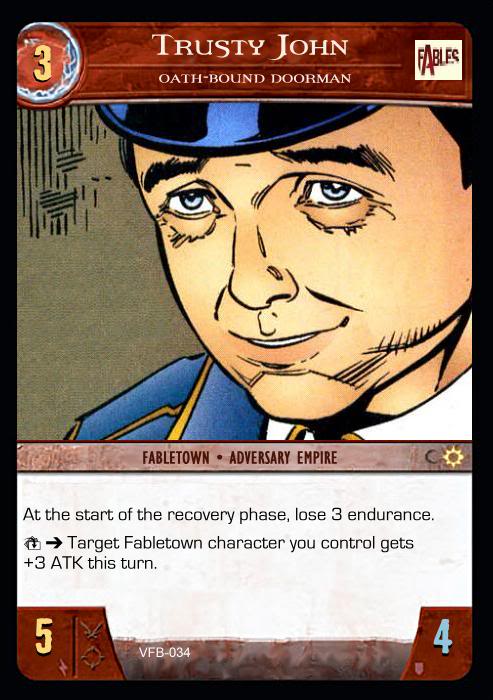 3
TRUSTY JOHN
FABLES
OATH-BOUND DOORMAN
FABLETOWN • ADVERSARY EMPIRE
C
At the start of the recovery phase, lose 3 endurance.
➔ Target Fabletown character you control gets
+3 ATK this turn.
5
VFB-034
4